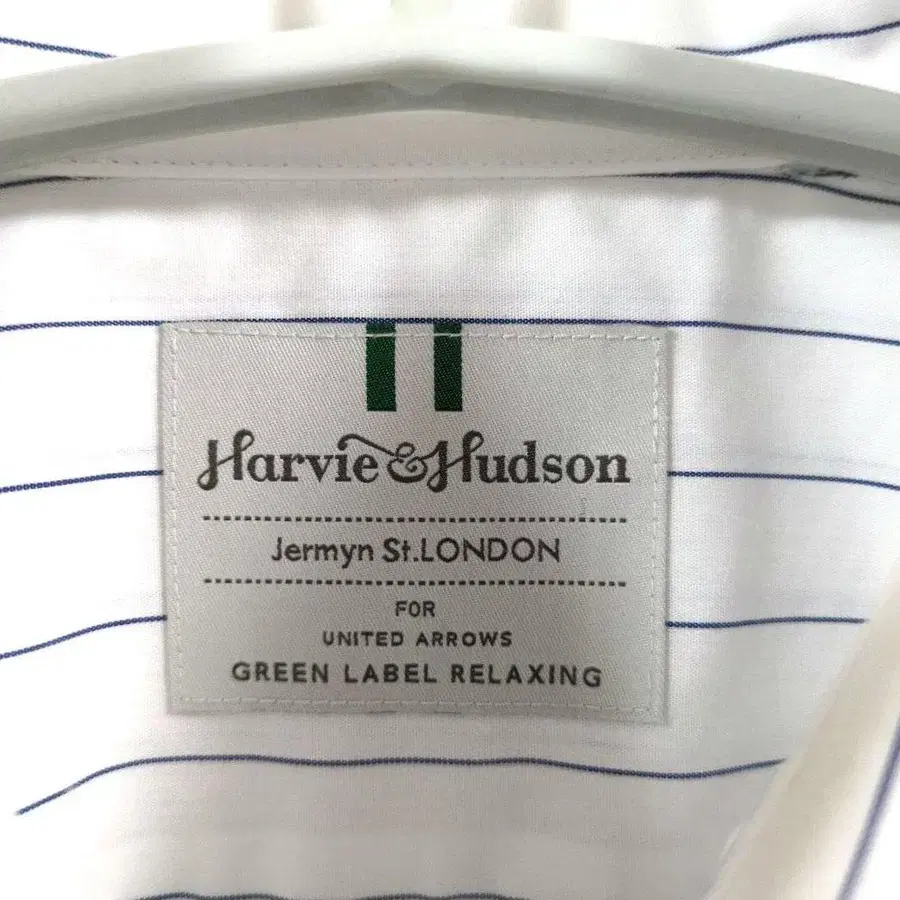 Harvie & Hudson
Jermyn St.LONDON
FOR
UNITED ARROWS
GREEN LABEL RELAXING